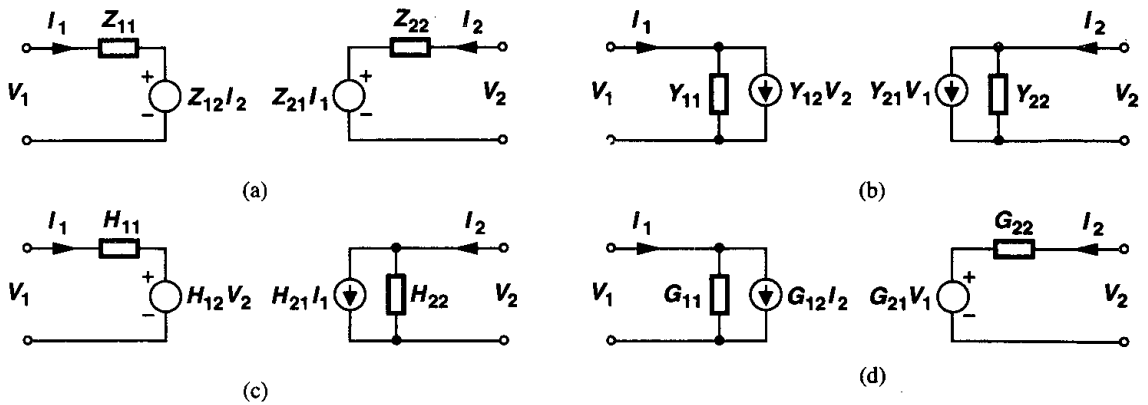 I1 Z11 Z22 I2
V1 + − Z12I2 Z21I1 + − V2
(a)
I1 I2
V1 Y11 Y12V2 Y21V1 Y22 V2
(b)
I1 H11 I2
V1 + − H12V2 H21I1 H22 V2
(c)
I1 G22 I2
V1 G11 G12I2 G21V1 + − V2
(d)